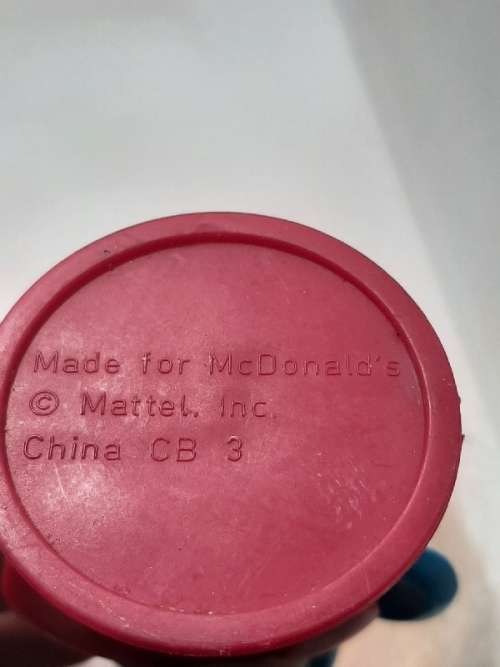 Made for McDonald's
© Mattel, Inc.
China CB 3